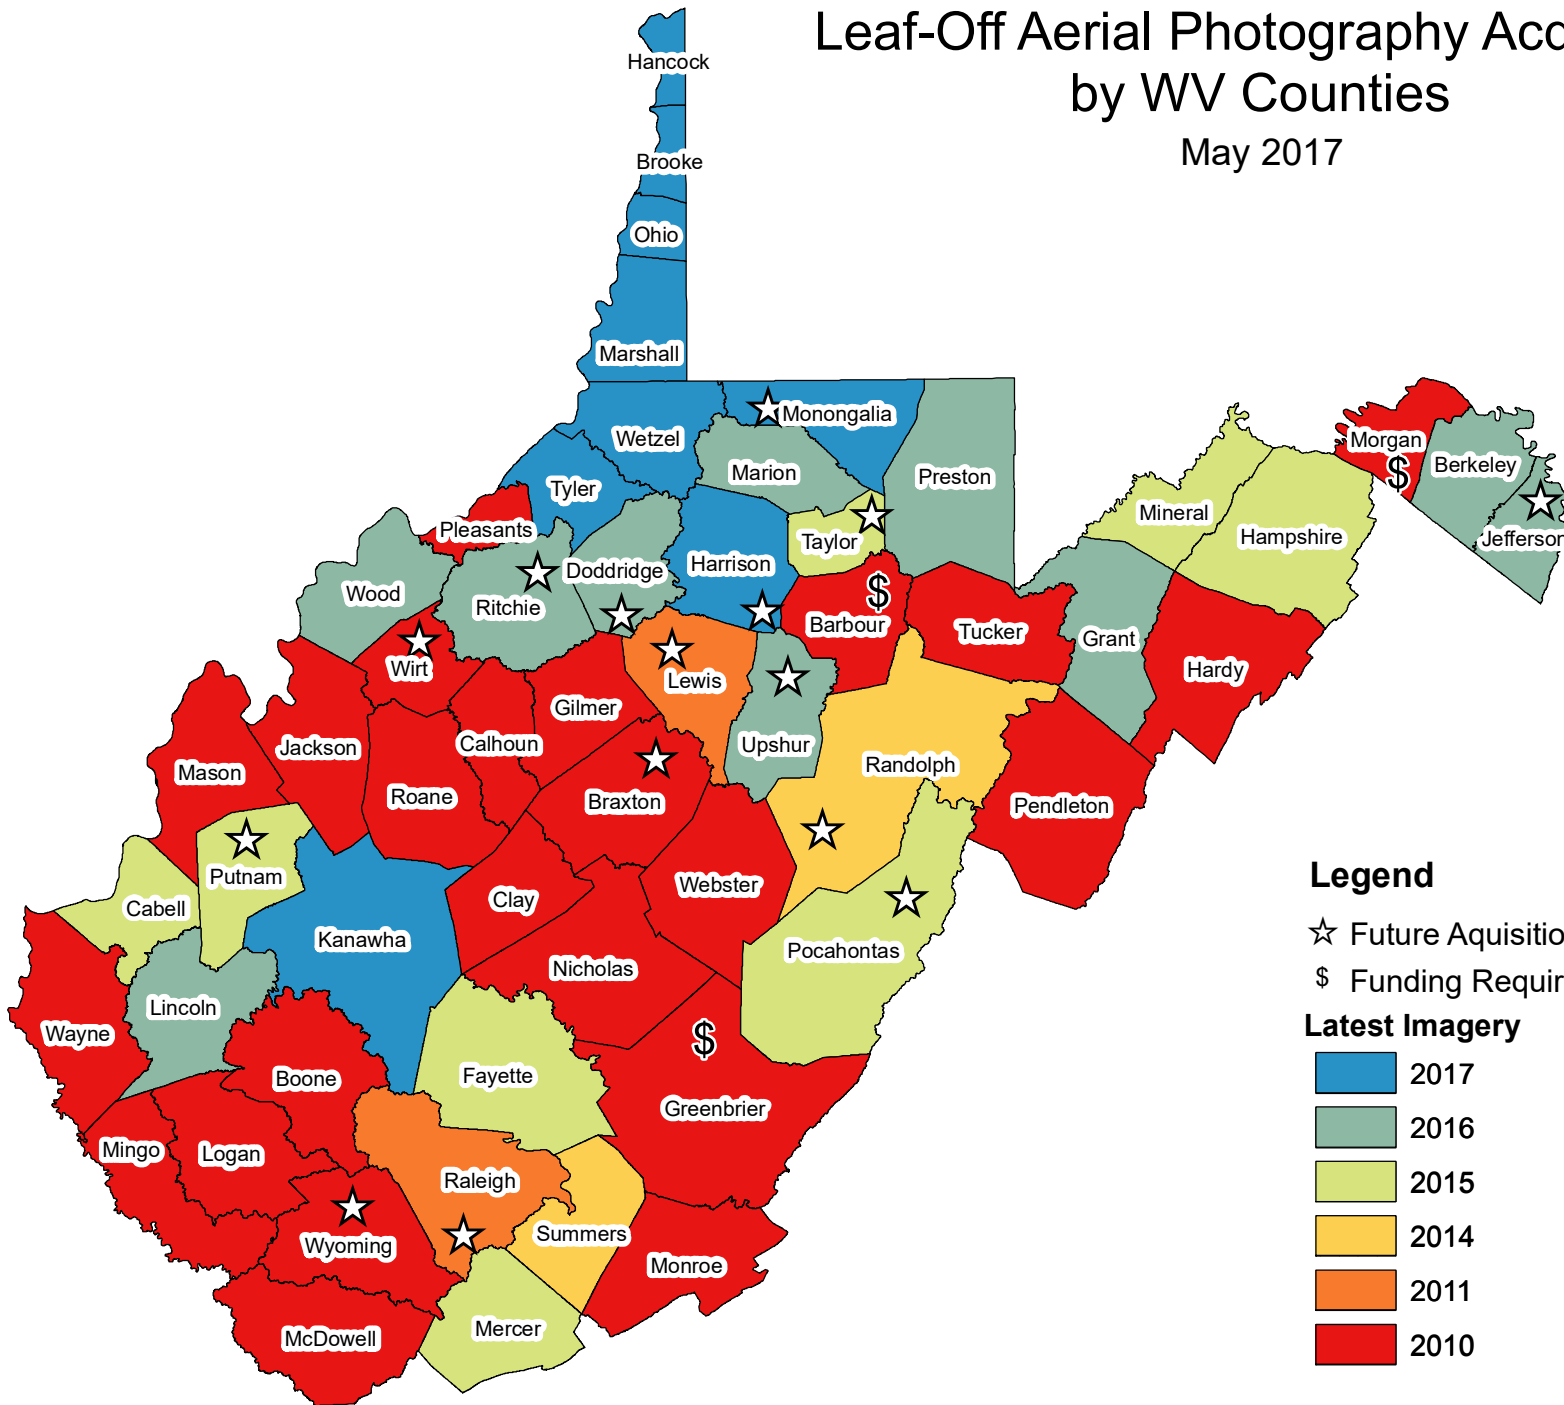 Leaf-Off Aerial Photography Acq
by WV Counties
May 2017
Hancock
Brooke
Ohio
Marshall
Wetzel
Monongalia
Marion
Preston
Tyler
Pleasants
Taylor
Harrison
Doddridge
Ritchie
Wood
Wirt
Barbour
Tucker
Grant
Mineral
Hampshire
Morgan
$
Berkeley
Jefferson
Hardy
$
Lewis
Gilmer
Upshur
Calhoun
Jackson
Roane
Mason
Braxton
Randolph
Pendleton
Putnam
Cabell
Kanawha
Clay
Webster
Pocahontas
Nicholas
Lincoln
Wayne
Boone
Fayette
$
Greenbrier
Mingo
Logan
Raleigh
Wyoming
Summers
Monroe
McDowell
Mercer
Legend
Future Aquisitio
$ Funding Requir
Latest Imagery
2017
2016
2015
2014
2011
2010